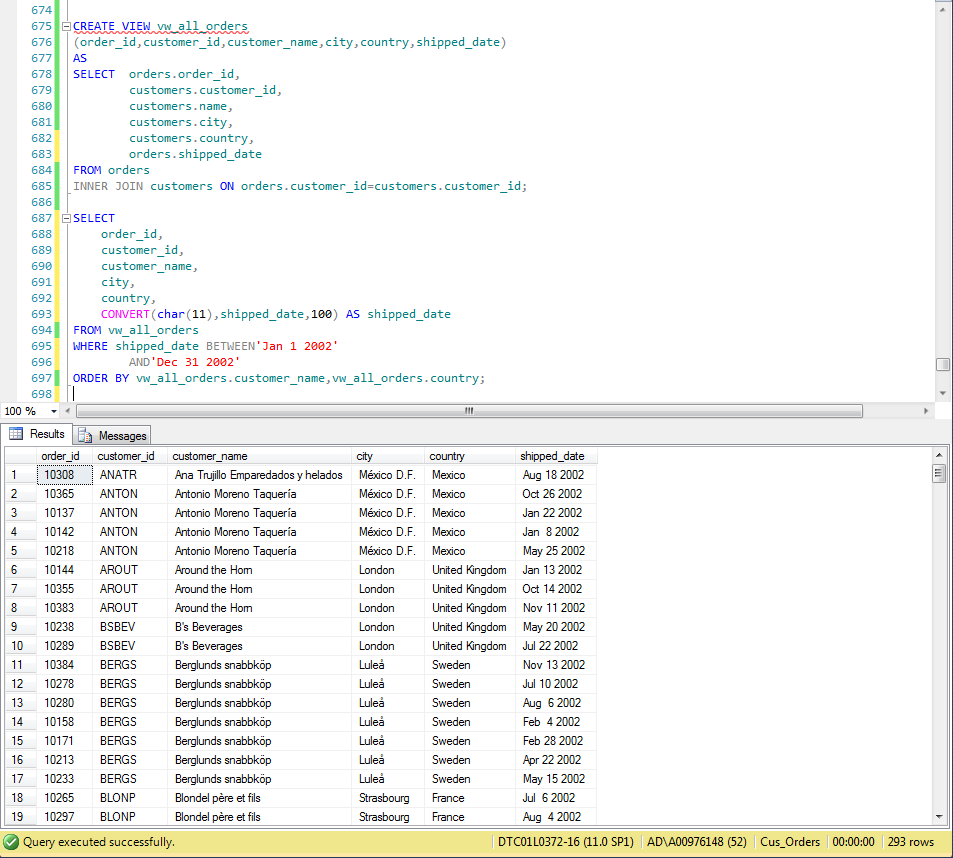 674
675 CREATE VIEW vw_all_orders
676 (order_id,customer_id,customer_name,city,country,shipped_date)
677 AS
678 SELECT  orders.order_id,
679         customers.customer_id,
680         customers.name,
681         customers.city,
682         customers.country,
683         orders.shipped_date
684 FROM orders
685 INNER JOIN customers ON orders.customer_id=customers.customer_id;
686
687 SELECT
688     order_id,
689     customer_id,
690     customer_name,
691     city,
692     country,
693     CONVERT(char(11),shipped_date,100) AS shipped_date
694 FROM vw_all_orders
695 WHERE shipped_date BETWEEN'Jan 1 2002'
696         AND'Dec 31 2002'
697 ORDER BY vw_all_orders.customer_name,vw_all_orders.country;
698
100 %
Results Messages
order_id customer_id customer_name city country shipped_date
1 10308 ANATR Ana Trujillo Emparedados y helados México D.F. Mexico Aug 18 2002
2 10365 ANTON Antonio Moreno Taquería México D.F. Mexico Oct 26 2002
3 10137 ANTON Antonio Moreno Taquería México D.F. Mexico Jan 22 2002
4 10142 ANTON Antonio Moreno Taquería México D.F. Mexico Jan  8 2002
5 10218 ANTON Antonio Moreno Taquería México D.F. Mexico May 25 2002
6 10144 AROUT Around the Horn London United Kingdom Jan 13 2002
7 10355 AROUT Around the Horn London United Kingdom Oct 14 2002
8 10383 AROUT Around the Horn London United Kingdom Nov 11 2002
9 10238 BSBEV B's Beverages London United Kingdom May 20 2002
10 10289 BSBEV B's Beverages London United Kingdom Jul 22 2002
11 10384 BERGS Berglunds snabbköp Luleå Sweden Nov 13 2002
12 10278 BERGS Berglunds snabbköp Luleå Sweden Jul 10 2002
13 10280 BERGS Berglunds snabbköp Luleå Sweden Aug  6 2002
14 10158 BERGS Berglunds snabbköp Luleå Sweden Feb  4 2002
15 10171 BERGS Berglunds snabbköp Luleå Sweden Feb 28 2002
16 10213 BERGS Berglunds snabbköp Luleå Sweden Apr 22 2002
17 10233 BERGS Berglunds snabbköp Luleå Sweden May 15 2002
18 10265 BLONP Blondel père et fils Strasbourg France Jul  6 2002
19 10297 BLONP Blondel père et fils Strasbourg France Aug  4 2002
Query executed successfully. DTC01L0372-16 (11.0 SP1) AD\A00976148 (52) Cus_Orders 00:00:00 293 rows